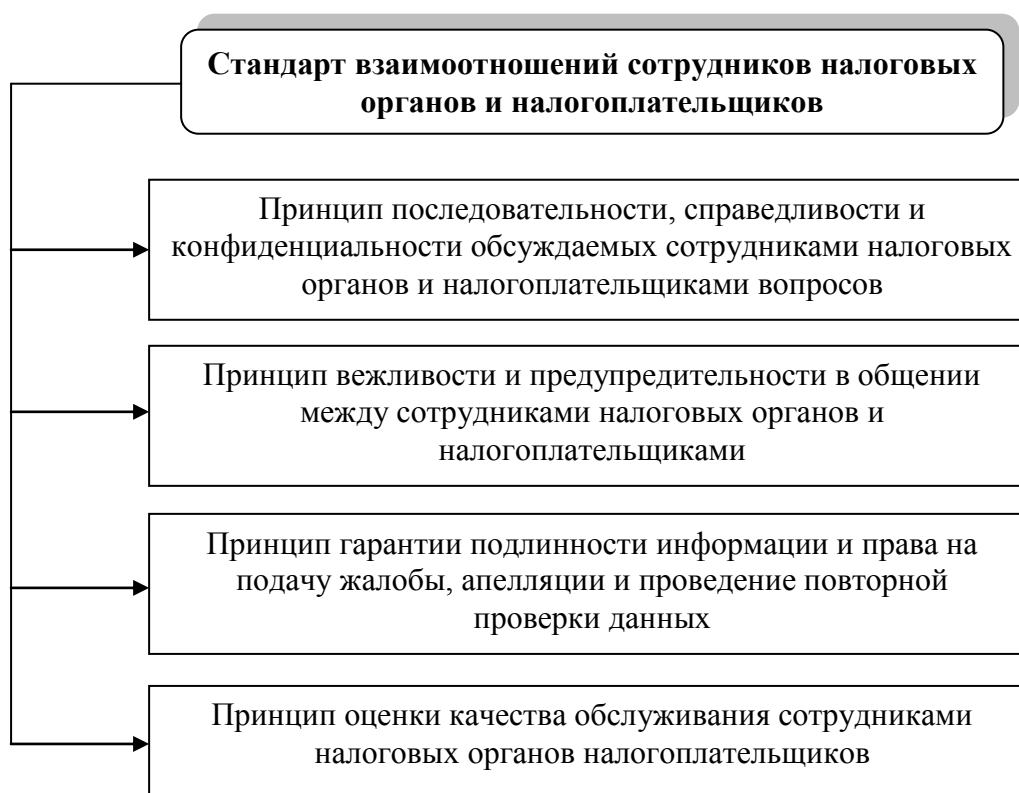 Стандарт взаимоотношений сотрудников налоговых
органов и налогоплательщиков
Принцип последовательности, справедливости и
конфиденциальности обсуждаемых сотрудниками налоговых
органов и налогоплательщиками вопросов
Принцип вежливости и предупредительности в общении
между сотрудниками налоговых органов и
налогоплательщиками
Принцип гарантии подлинности информации и права на
подачу жалобы, апелляции и проведение повторной
проверки данных
Принцип оценки качества обслуживания сотрудниками
налоговых органов налогоплательщиков